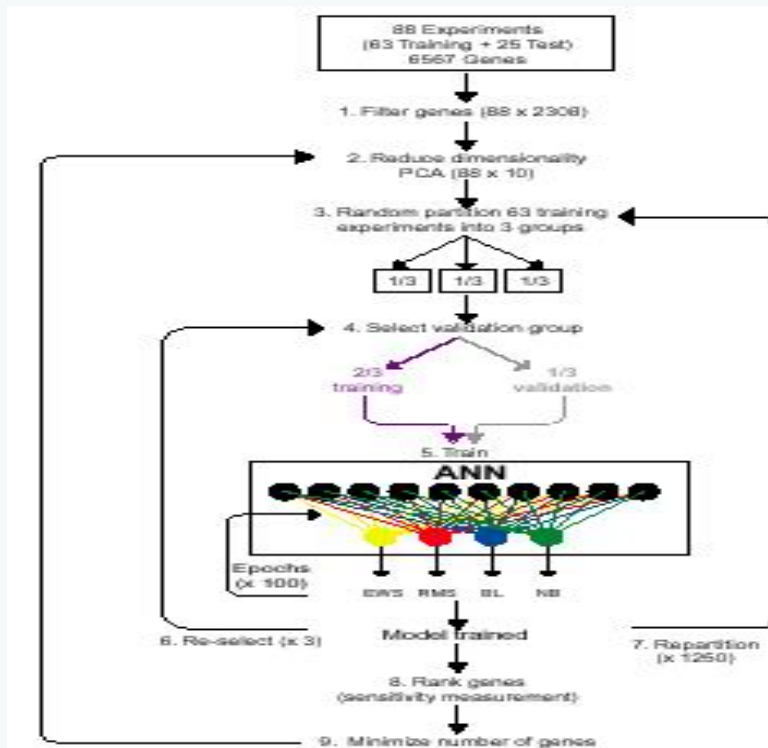 88 Experiments
(63 Training + 25 Test)
6567 Genes
1. Filter genes (88 x 2308)
2. Reduce dimensionality
PCA (88 x 10)
3. Random partition 63 training
experiments into 3 groups
1/3 1/3 1/3
4. Select validation group
2/3 1/3
training validation
5. Train
ANN
Epochs
(x 100)
EWS RMS BL NB
6. Re-select (x 3)
Model trained
7. Repartition
(x 1250)
8. Rank genes
(sensitivity measurement)
9. Minimize number of genes